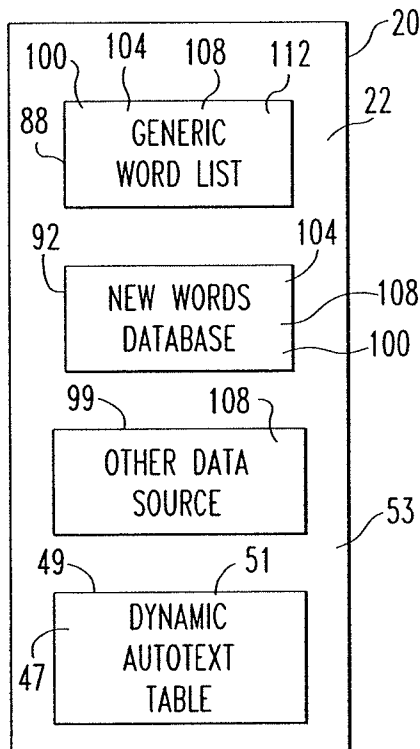 20
100 104 108 112
22
88
GENERIC
WORD LIST
92
104
NEW WORDS
108
DATABASE
100
99
108
OTHER DATA
SOURCE
53
49
51
DYNAMIC
47
AUTOTEXT
TABLE